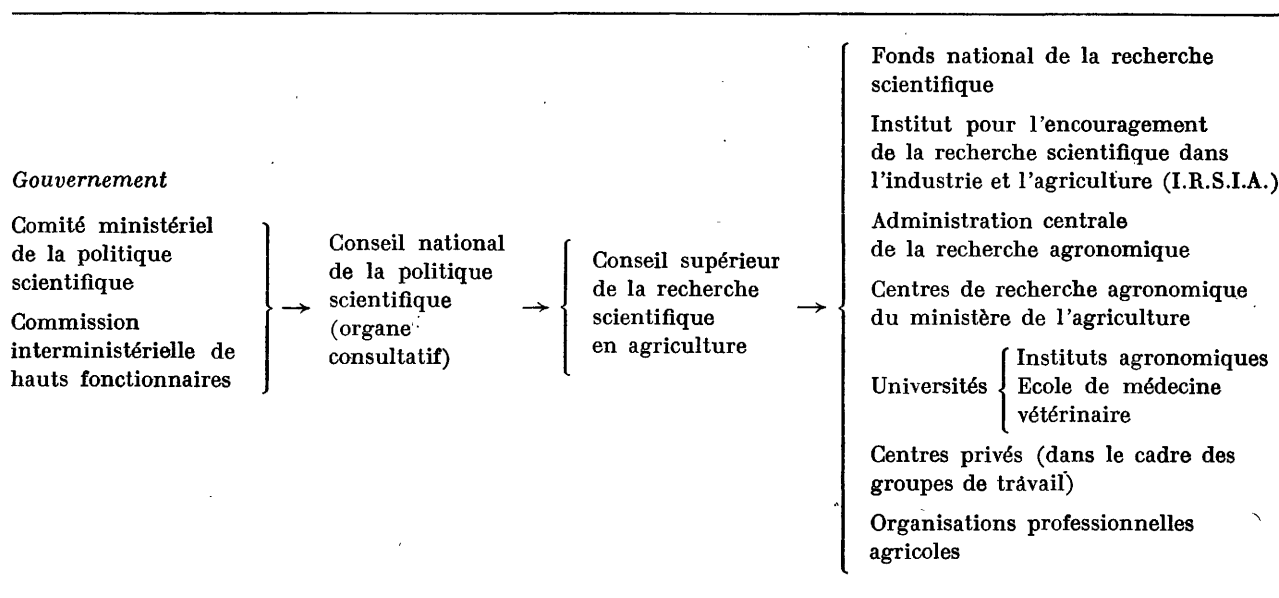 Gouvernement
Comité ministériel
de la politique
scientifique
Commission
interministérielle de
hauts fonctionnaires
Conseil national
de la politique
scientifique
(organe
consultatif)
Conseil supérieur
de la recherche
scientifique
en agriculture
Fonds national de la recherche
scientifique
Institut pour l'encouragement
de la recherche scientifique dans
l'industrie et l'agriculture (I.R.S.I.A.)
Administration centrale
de la recherche agronomique
Centres de recherche agronomique
du ministère de l'agriculture
Universités
Instituts agronomiques
Ecole de médecine
vétérinaire
Centres privés (dans le cadre des
groupes de travail)
Organisations professionnelles
agricoles